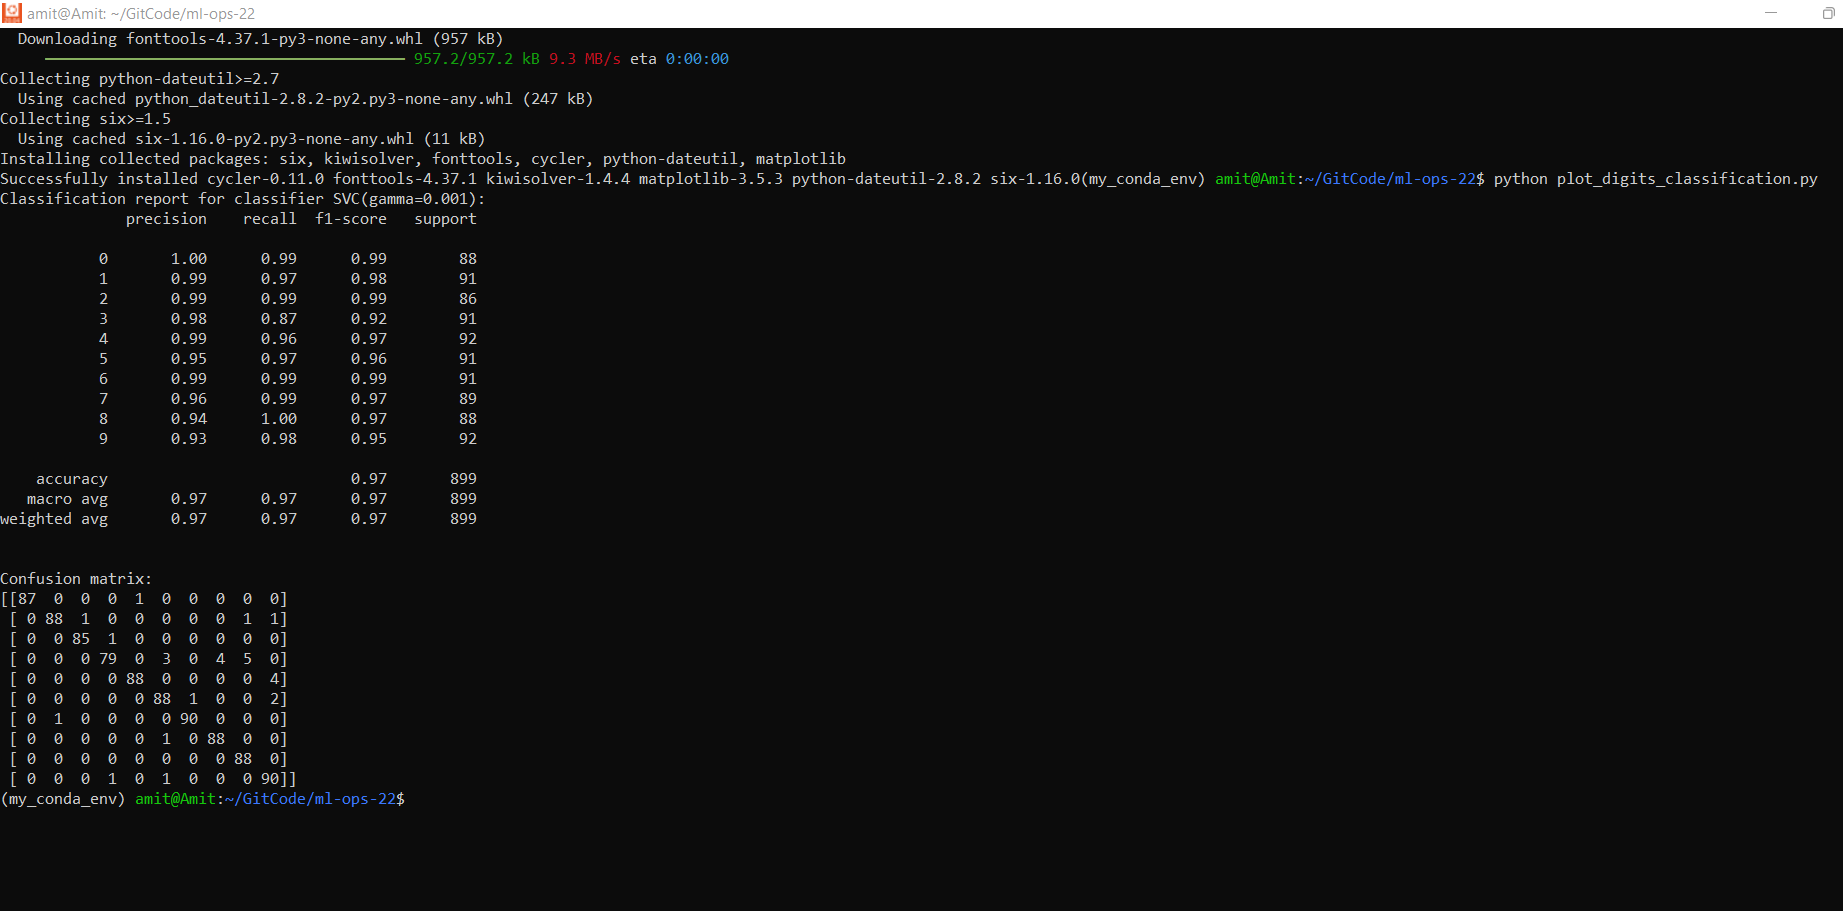 amit@Amit: ~/GitCode/ml-ops-22
  Downloading fonttools-4.37.1-py3-none-any.whl (957 kB)
     ━━━━━━━━━━━━━━━━━━━━━━━━━━━━━━━━━━━━━━━━ 957.2/957.2 kB 9.3 MB/s eta 0:00:00
Collecting python-dateutil>=2.7
  Using cached python_dateutil-2.8.2-py2.py3-none-any.whl (247 kB)
Collecting six>=1.5
  Using cached six-1.16.0-py2.py3-none-any.whl (11 kB)
Installing collected packages: six, kiwisolver, fonttools, cycler, python-dateutil, matplotlib
Successfully installed cycler-0.11.0 fonttools-4.37.1 kiwisolver-1.4.4 matplotlib-3.5.3 python-dateutil-2.8.2 six-1.16.0(my_conda_env) amit@Amit:~/GitCode/ml-ops-22$ python plot_digits_classification.py
Classification report for classifier SVC(gamma=0.001):
              precision    recall  f1-score   support

           0       1.00      0.99      0.99        88
           1       0.99      0.97      0.98        91
           2       0.99      0.99      0.99        86
           3       0.98      0.87      0.92        91
           4       0.99      0.96      0.97        92
           5       0.95      0.97      0.96        91
           6       0.99      0.99      0.99        91
           7       0.96      0.99      0.97        89
           8       0.94      1.00      0.97        88
           9       0.93      0.98      0.95        92

    accuracy                           0.97       899
   macro avg       0.97      0.97      0.97       899
weighted avg       0.97      0.97      0.97       899


Confusion matrix:
[[87  0  0  0  1  0  0  0  0  0]
 [ 0 88  1  0  0  0  0  0  1  1]
 [ 0  0 85  1  0  0  0  0  0  0]
 [ 0  0  0 79  0  3  0  4  5  0]
 [ 0  0  0  0 88  0  0  0  0  4]
 [ 0  0  0  0  0 88  1  0  0  2]
 [ 0  1  0  0  0  0 90  0  0  0]
 [ 0  0  0  0  0  1  0 88  0  0]
 [ 0  0  0  0  0  0  0  0 88  0]
 [ 0  0  0  1  0  1  0  0  0 90]]
(my_conda_env) amit@Amit:~/GitCode/ml-ops-22$